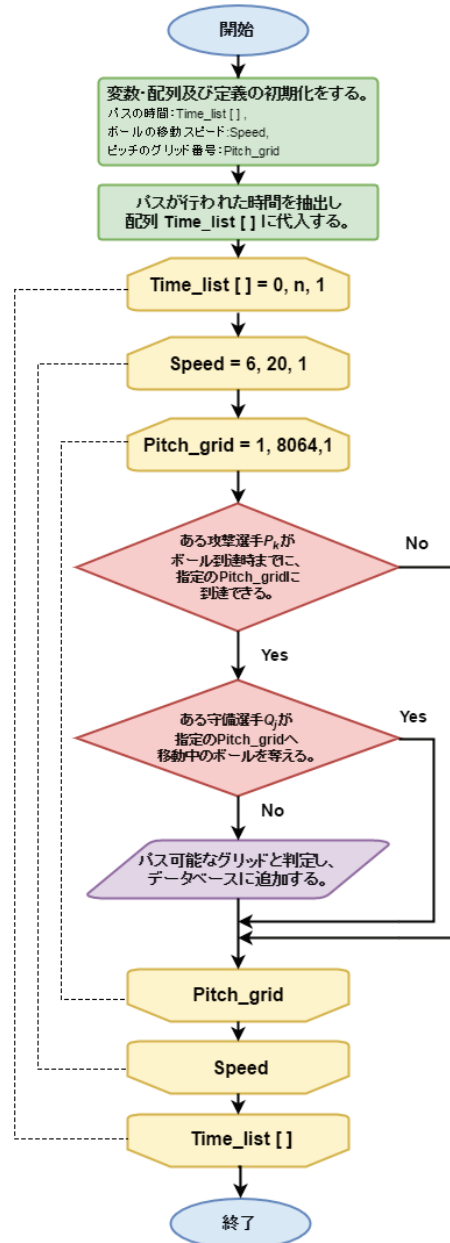 開始
変数・配列及び定義の初期化をする。
パスの時間：Time_list [ ] ,
ボールの移動スピード:Speed,
ピッチのグリッド番号：Pitch_grid
パスが行われた時間を抽出し
配列 Time_list [ ] に代入する。
Time_list [ ] = 0, n, 1
Speed = 6, 20, 1
Pitch_grid = 1, 8064,1
ある攻撃選手Pkが
ボール到達時までに、
指定のPitch_gridに
到達できる。
No
Yes
ある守備選手Qjが
指定のPitch_gridへ
移動中のボールを奪える。
Yes
No
パス可能なグリッドと判定し、
データベースに追加する。
Pitch_grid
Speed
Time_list [ ]
終了